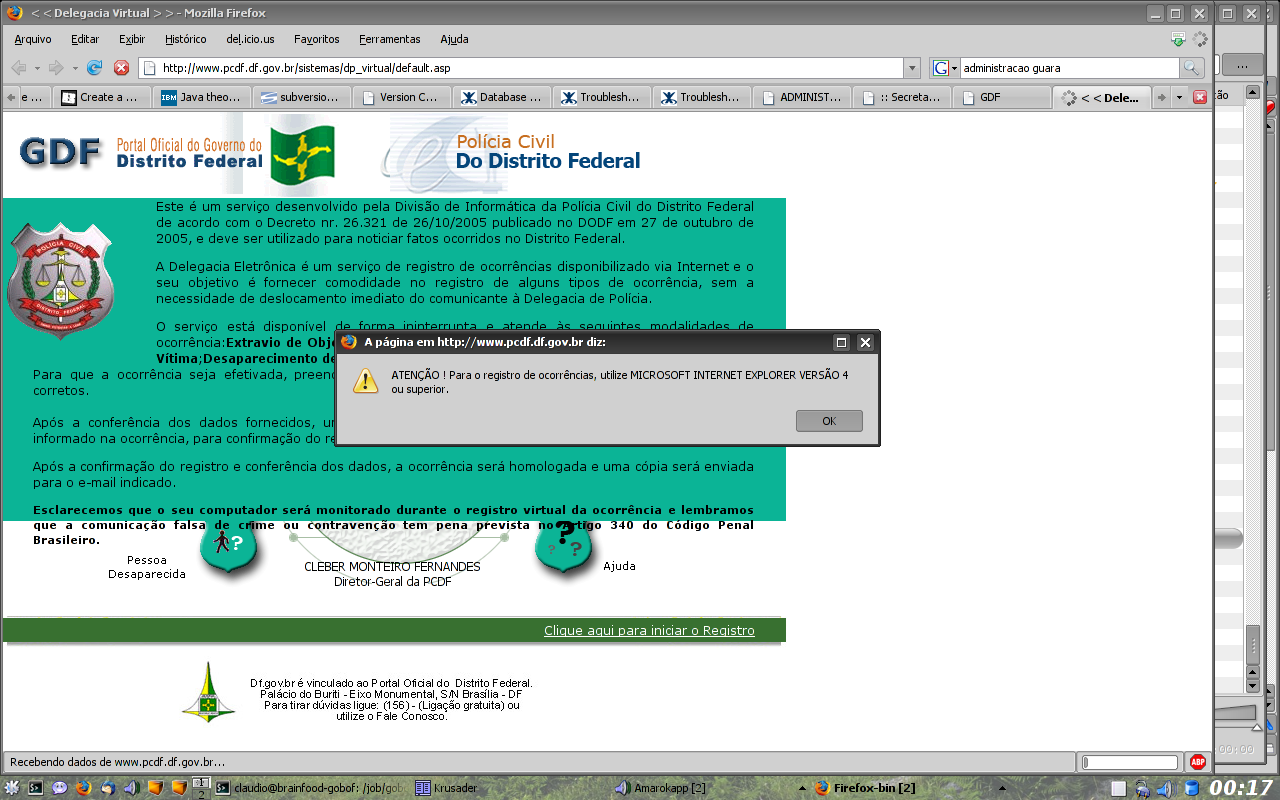 < < Delegacia Virtual > > - Mozilla Firefox
Arquivo Editar Exibir Histórico del.icio.us Favoritos Ferramentas Ajuda
http://www.pcdf.df.gov.br/sistemas/dp_virtual/default.asp
administracao guara
...
e ... Create a ... Java theo... subversio... Version C... Database ... Troublesh... Troublesh... ADMINIST... :: Secreta... GDF < < Dele...
GDF Portal Oficial do Governo do
Distrito Federal
Polícia Civil
Do Distrito Federal
Este é um serviço desenvolvido pela Divisão de Informática da Polícia Civil do Distrito Federal
de acordo com o Decreto nr. 26.321 de 26/10/2005 publicado no DODF em 27 de outubro de
2005, e deve ser utilizado para noticiar fatos ocorridos no Distrito Federal.
POLÍCIA CIVIL
DISTRITO FEDERAL
A Delegacia Eletrônica é um serviço de registro de ocorrências disponibilizado via Internet e o
seu objetivo é fornecer comodidade no registro de alguns tipos de ocorrência, sem a
necessidade de deslocamento imediato do comunicante à Delegacia de Polícia.
O serviço está disponível de forma ininterrupta e atende às seguintes modalidades de
ocorrência:Extravio de Obje
Vítima;Desaparecimento de
Para que a ocorrência seja efetivada, preenc
corretos.
Após a conferência dos dados fornecidos, um
informado na ocorrência, para confirmação do re
A página em http://www.pcdf.df.gov.br diz:
ATENÇÃO ! Para o registro de ocorrências, utilize MICROSOFT INTERNET EXPLORER VERSÃO 4
ou superior.
OK
Após a confirmação do registro e conferência dos dados, a ocorrência será homologada e uma cópia será enviada
para o e-mail indicado.
Esclarecemos que o seu computador será monitorado durante o registro virtual da ocorrência e lembramos
que a comunicação falsa de crime ou contravenção tem pena prevista no Artigo 340 do Código Penal
Brasileiro.
Pessoa
Desaparecida
CLEBER MONTEIRO FERNANDES
Diretor-Geral da PCDF
Ajuda
Clique aqui para iniciar o Registro
Df.gov.br é vinculado ao Portal Oficial do Distrito Federal.
Palácio do Buriti - Eixo Monumental, S/N Brasília - DF
Para tirar dúvidas ligue: (156) - (Ligação gratuita) ou
utilize o Fale Conosco.
Recebendo dados de www.pcdf.df.gov.br...
ABP
00:00
2 claudio@brainfood-gobof: /job/gob Krusader Amarokapp [2] Firefox-bin [2] 00:17